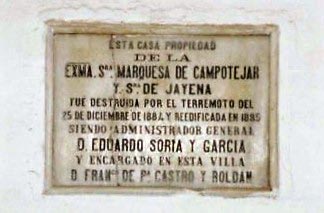 ESTA CASA PROPIEDAD
DE LA
EXMA. SRA. MARQUESA DE CAMPOTEJAR
Y Sra. DE JAYENA
FUE DESTRUIDA POR EL TERREMOTO DEL
25 DE DICIEMBRE DE 1884 Y REEDIFICADA EN 1885
SIENDO ADMINISTRADOR GENERAL
D. EDUARDO SORIA Y GARCIA
Y ENCARGADO EN ESTA VILLA
D. FRANco. DE Pa. CASTRO Y ROLDAN